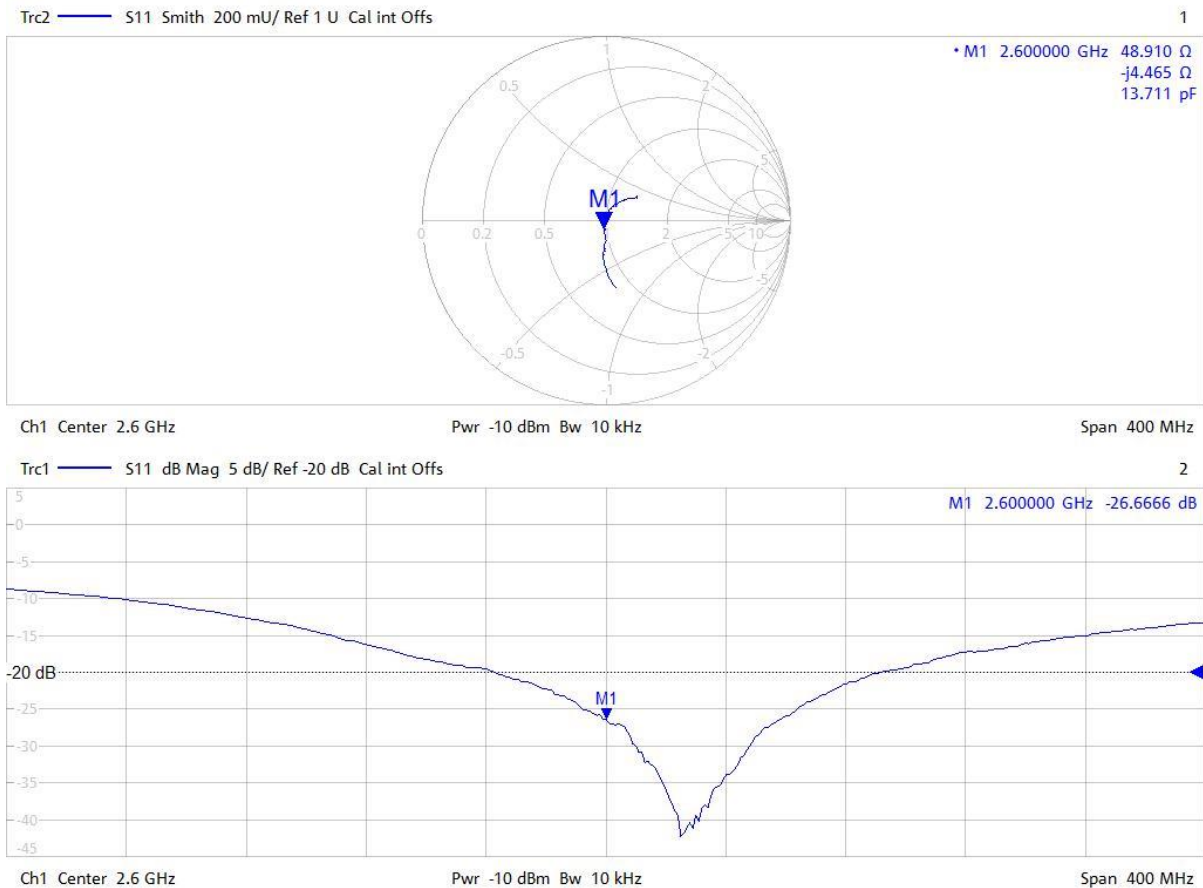 Trc2 S11 Smith 200 mU/ Ref 1 U Cal int Offs 1
• M1 2.600000 GHz 48.910 Ω
-j4.465 Ω
13.711 pF
1
0.5
2
5
M1
0 0.2 0.5 2 5 10
-5
-0.5
-2
-1
Ch1 Center 2.6 GHz Pwr -10 dBm Bw 10 kHz Span 400 MHz
Trc1 S11 dB Mag 5 dB/ Ref -20 dB Cal int Offs 2
M1 2.600000 GHz -26.6666 dB
5
0
-5
-10
-15
-20 dB
M1
-25
-30
-35
-40
-45
Ch1 Center 2.6 GHz Pwr -10 dBm Bw 10 kHz Span 400 MHz